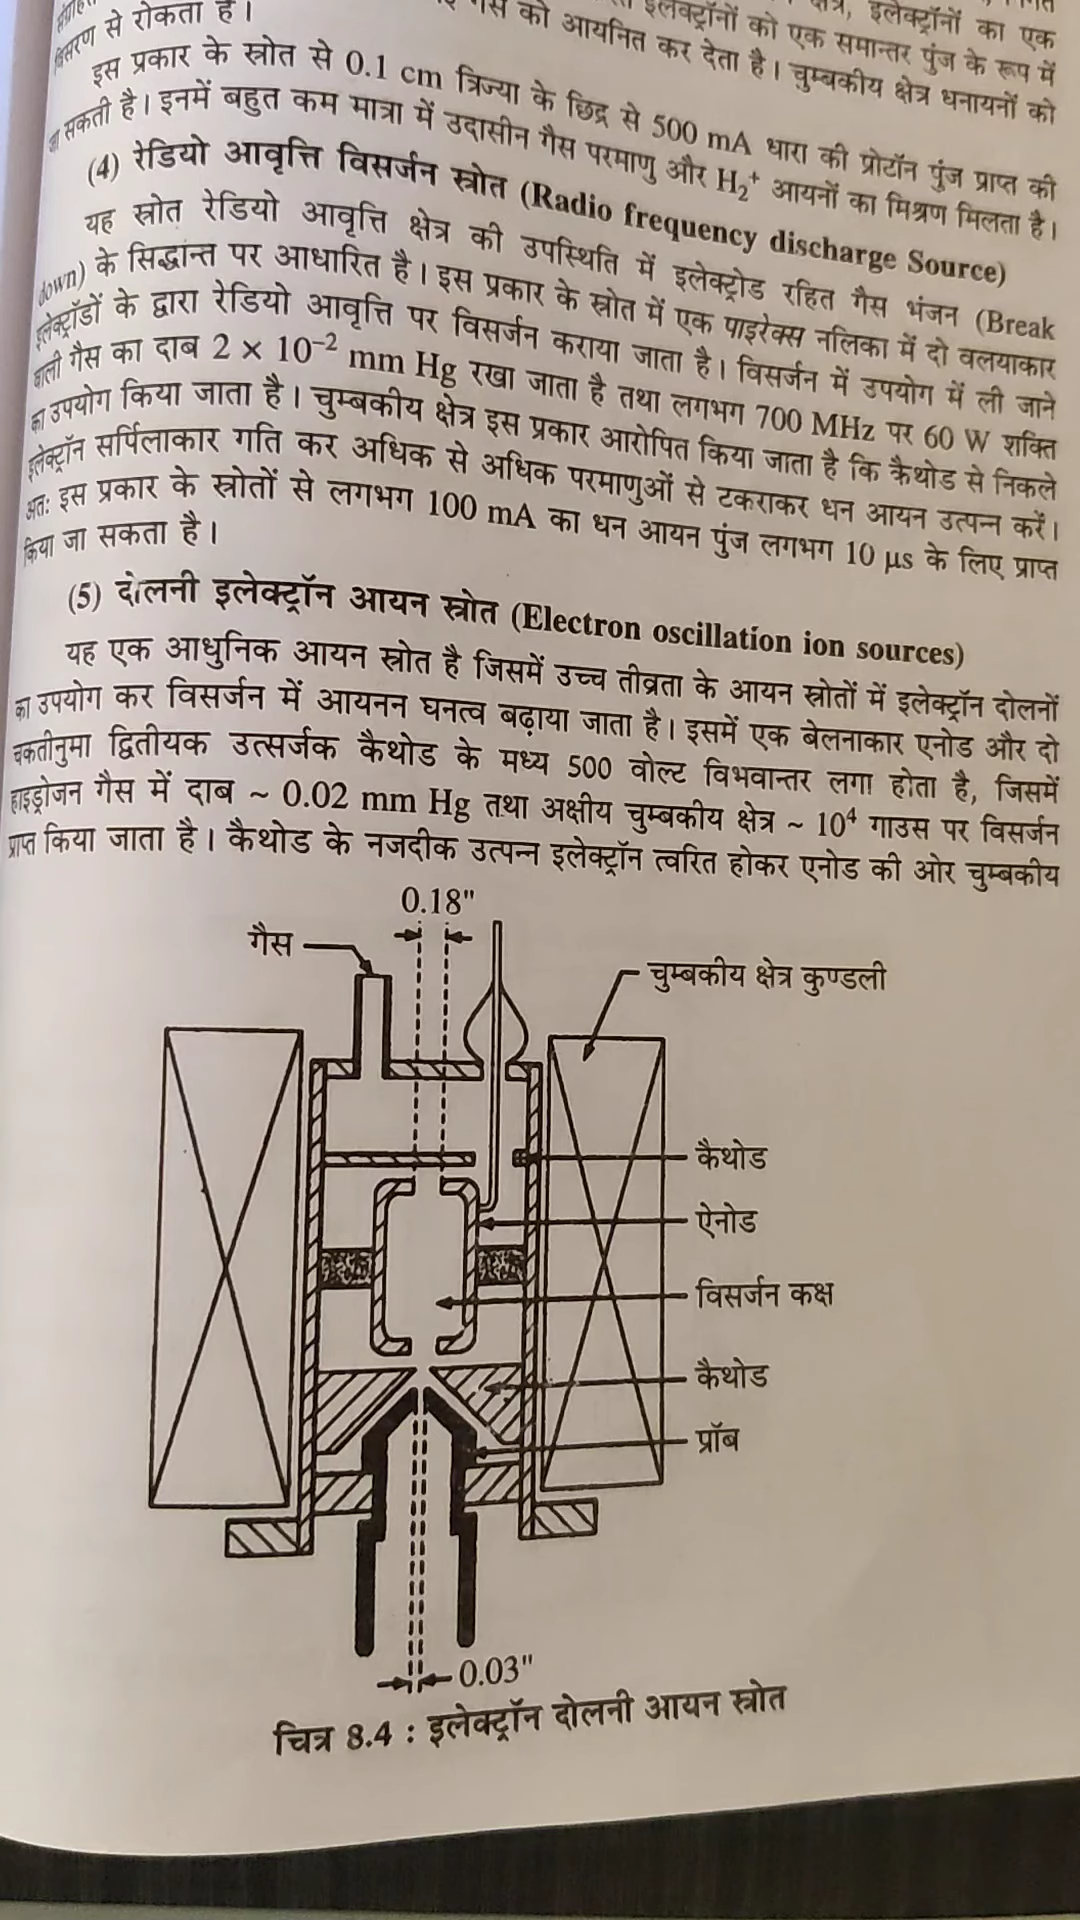 इलेक्ट्रॉनों का एक
इलेक्ट्रॉनों को एक समान्तर पुंज के रूप में
से रोकता है। गैस को आयनित कर देता है। चुम्बकीय क्षेत्र धनायनों को
इस प्रकार के स्रोत से 0.1 cm त्रिज्या के छिद्र से 500 mA धारा की प्रोटॉन पुंज प्राप्त की
जा सकती है। इनमें बहुत कम मात्रा में उदासीन गैस परमाणु और H₂⁺ आयनों का मिश्रण मिलता है।
(4) रेडियो आवृत्ति विसर्जन स्रोत (Radio frequency discharge Source)
यह स्रोत रेडियो आवृत्ति क्षेत्र की उपस्थिति में इलेक्ट्रोड रहित गैस भंजन (Break
down) के सिद्धान्त पर आधारित है। इस प्रकार के स्रोत में एक पाइरेक्स नलिका में दो वलयाकार
इलेक्ट्रॉडों के द्वारा रेडियो आवृत्ति पर विसर्जन कराया जाता है। विसर्जन में उपयोग में ली जाने
वाली गैस का दाब 2 × 10⁻² mm Hg रखा जाता है तथा लगभग 700 MHz पर 60 W शक्ति
का उपयोग किया जाता है। चुम्बकीय क्षेत्र इस प्रकार आरोपित किया जाता है कि कैथोड से निकले
इलेक्ट्रॉन सर्पिलाकार गति कर अधिक से अधिक परमाणुओं से टकराकर धन आयन उत्पन्न करें।
अत: इस प्रकार के स्रोतों से लगभग 100 mA का धन आयन पुंज लगभग 10 μs के लिए प्राप्त
किया जा सकता है।
(5) दोलनी इलेक्ट्रॉन आयन स्रोत (Electron oscillation ion sources)
यह एक आधुनिक आयन स्रोत है जिसमें उच्च तीव्रता के आयन स्रोतों में इलेक्ट्रॉन दोलनों
का उपयोग कर विसर्जन में आयनन घनत्व बढ़ाया जाता है। इसमें एक बेलनाकार एनोड और दो
चकतीनुमा द्वितीयक उत्सर्जक कैथोड के मध्य 500 वोल्ट विभवान्तर लगा होता है, जिसमें
हाइड्रोजन गैस में दाब ~ 0.02 mm Hg तथा अक्षीय चुम्बकीय क्षेत्र ~ 10⁴ गाउस पर विसर्जन
प्राप्त किया जाता है। कैथोड के नजदीक उत्पन्न इलेक्ट्रॉन त्वरित होकर एनोड की ओर चुम्बकीय
0.18"
गैस
चुम्बकीय क्षेत्र कुण्डली
कैथोड
ऐनोड
विसर्जन कक्ष
कैथोड
प्रॉब
0.03"
चित्र 8.4 : इलेक्ट्रॉन दोलनी आयन स्रोत